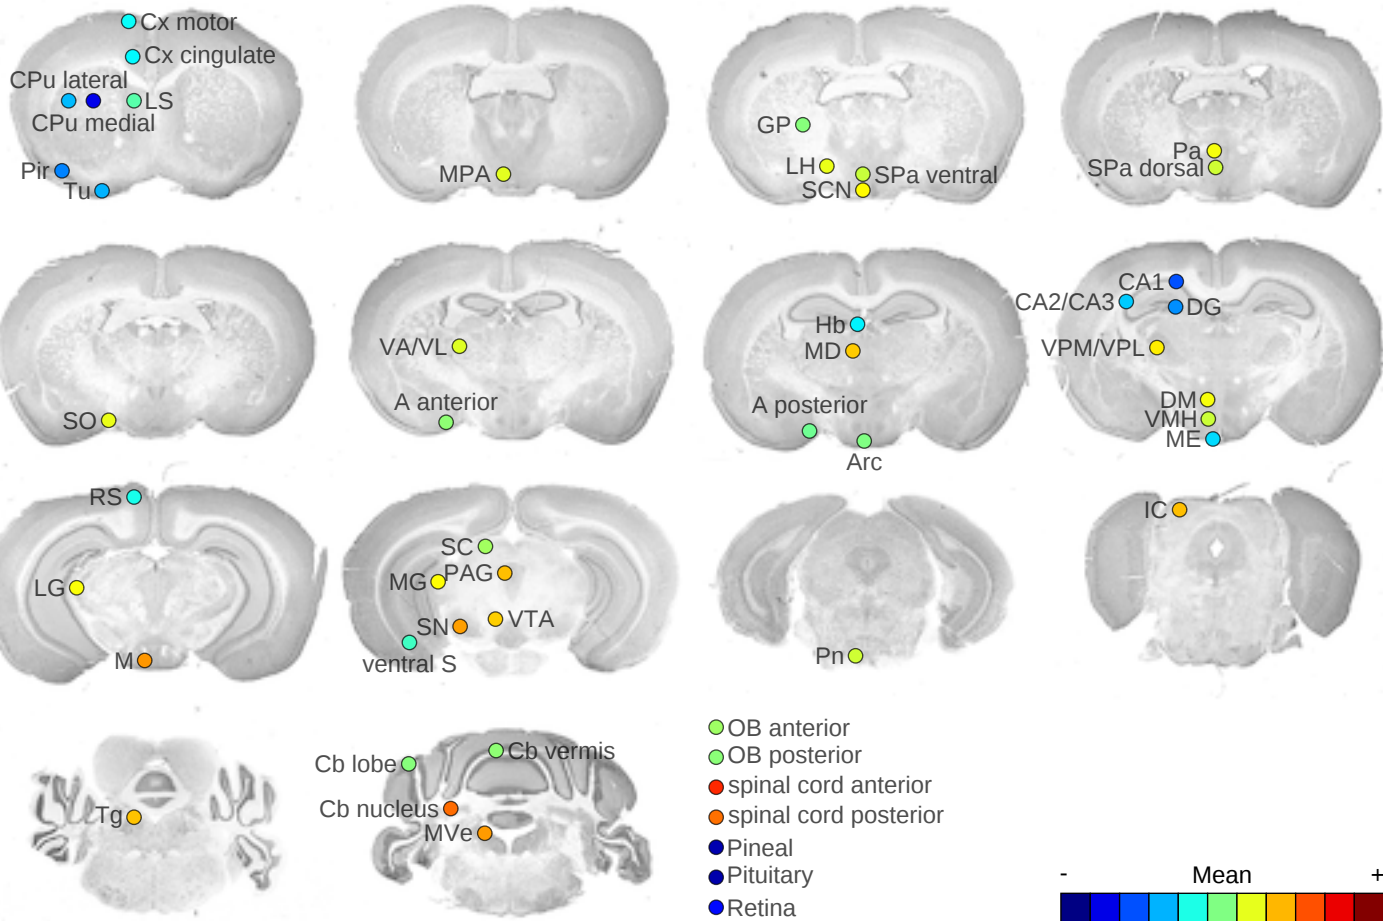 Cx motor
Cx cingulate
CPu lateral
LS
CPu medial
Pir
Tu
MPA
GP
LH
SPa ventral
SCN
Pa
SPa dorsal
SO
VA/VL
A anterior
Hb
MD
A posterior
Arc
CA1
CA2/CA3
DG
VPM/VPL
DM
VMH
ME
RS
LG
M
SC
PAG
MG
VTA
SN
ventral S
Pn
IC
Tg
Cb vermis
Cb lobe
Cb nucleus
MVe
OB anterior
OB posterior
spinal cord anterior
spinal cord posterior
Pineal
Pituitary
Retina
- Mean +